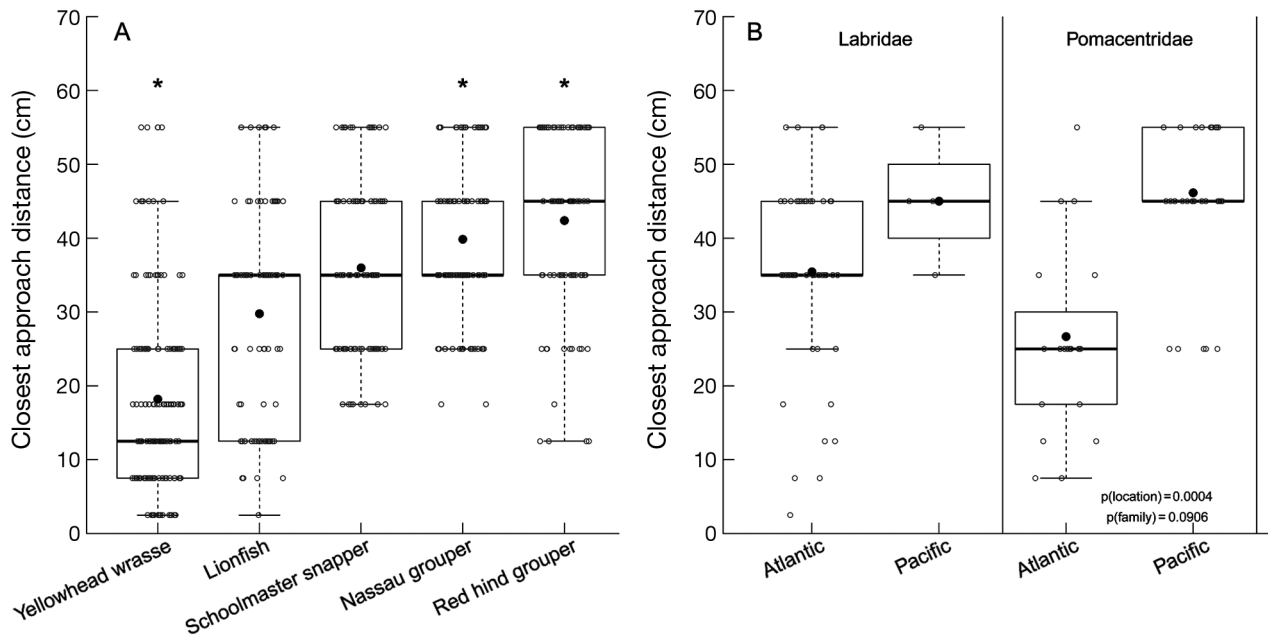 A
*
*
*
Closest approach distance (cm)
70
60
50
40
30
20
10
0
Yellowhead wrasse
Lionfish
Schoolmaster snapper
Nassau grouper
Red hind grouper
B
Labridae
Pomacentridae
Closest approach distance (cm)
70
60
50
40
30
20
10
0
p(location) = 0.0004
p(family) = 0.0906
Atlantic
Pacific
Atlantic
Pacific